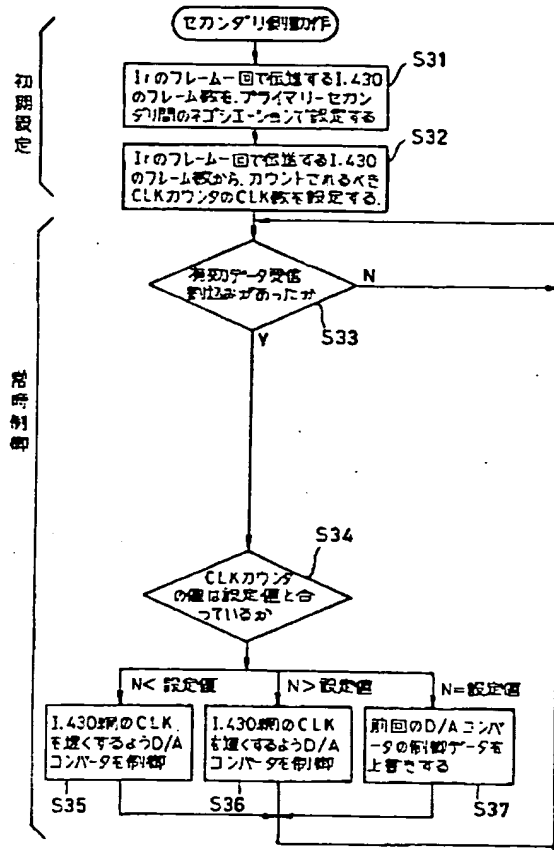 セカンダリ側動作
初期設定
S31
Irのフレーム一回で伝送するI.430
のフレーム数を、プライマリーセカン
ダリ間のネゴシエーションで設定する
S32
Irのフレーム一回で伝送するI.430
のフレーム数から、カウントされるべき
CLKカウンタのCLK数を設定する.
常時制御
有効データ受信
割込みがあったか
N
S33
Y
S34
CLKカウンタ
の値は設定値と合
っているか
N<設定値
N>設定値
N=設定値
I.430網のCLK
を するようD/A
コンバータを制御
S35
I.430網のCLK
を するようD/A
コンバータを制御
S36
前回のD/Aコンバ
ータの制御データを
上書きする
S37